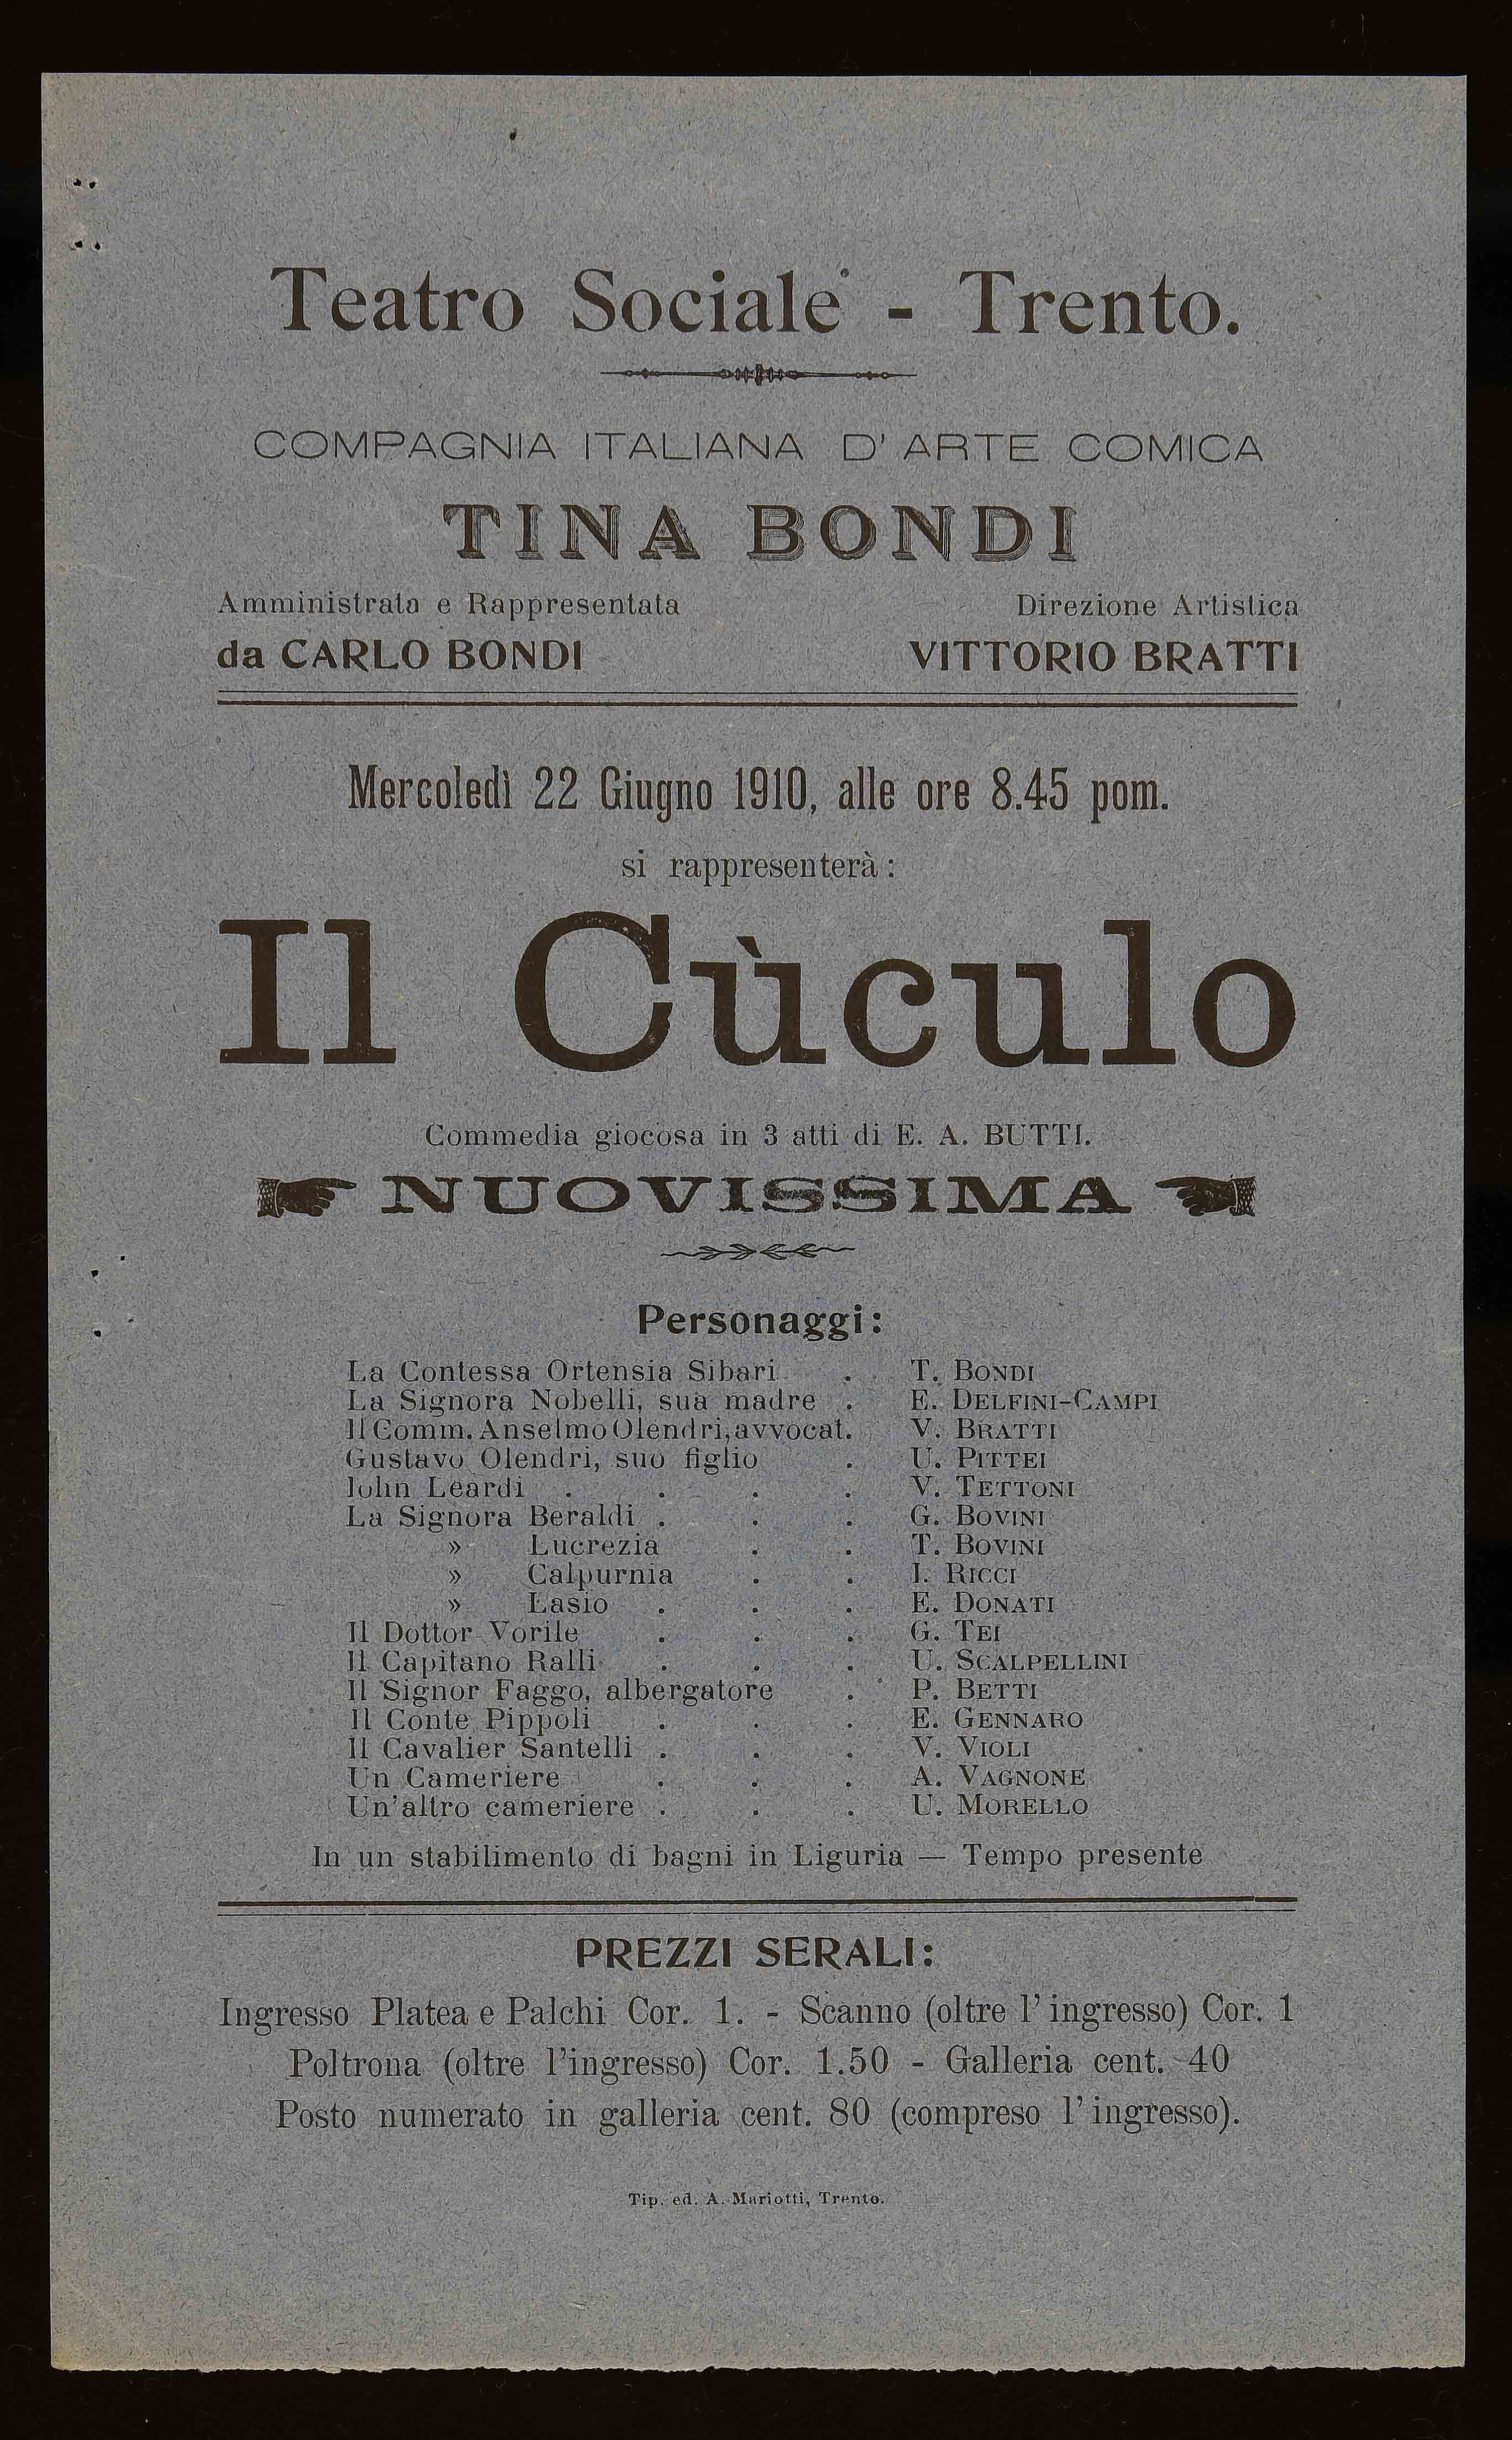 Teatro Sociale - Trento.
COMPAGNIA ITALIANA D' ARTE COMICA
TINA BONDI
Amministrata e Rappresentata Direzione Artistica
da CARLO BONDI VITTORIO BRATTI
Mercoledì 22 Giugno 1910, alle ore 8.45 pom.
si rappresenterà:
Il Cùculo
Commedia giocosa in 3 atti di E. A. BUTTI.
NUOVISSIMA
Personaggi:
La Contessa Ortensia Sibari . T. BONDI
La Signora Nobelli, sua madre . E. DELFINI-CAMPI
Il Comm. Anselmo Olendri, avvocat. V. BRATTI
Gustavo Olendri, suo figlio . U. PITTEI
John Leardi . . . . V. TETTONI
La Signora Beraldi . . . G. BOVINI
» Lucrezia . . T. BOVINI
» Calpurnia . . I. RICCI
» Lasio . . . E. DONATI
Il Dottor Vorile . . . G. TEI
Il Capitano Ralli . . . U. SCALPELLINI
Il Signor Faggo, albergatore . P. BETTI
Il Conte Pippoli . . . E. GENNARO
Il Cavalier Santelli . . . V. VIOLI
Un Cameriere . . . A. VAGNONE
Un'altro cameriere . . . U. MORELLO
In un stabilimento di bagni in Liguria — Tempo presente
PREZZI SERALI:
Ingresso Platea e Palchi Cor. 1. - Scanno (oltre l' ingresso) Cor. 1
Poltrona (oltre l'ingresso) Cor. 1.50 - Galleria cent. 40
Posto numerato in galleria cent. 80 (compreso l' ingresso).
Tip. ed. A. Mariotti, Trento.